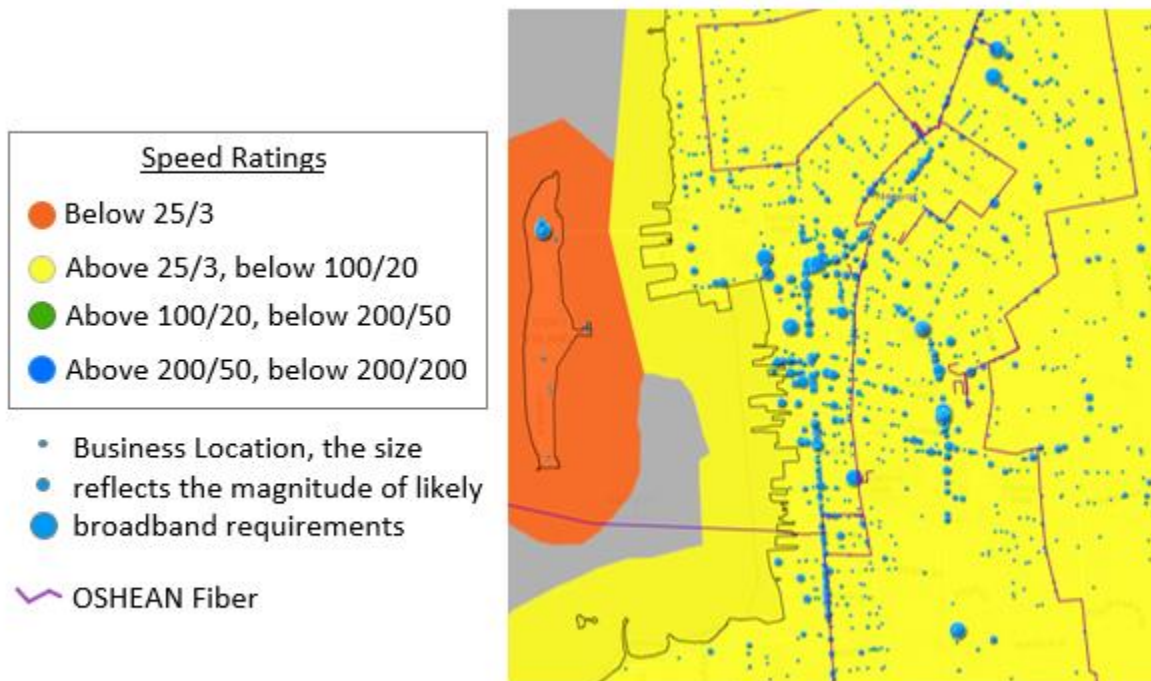 Speed Ratings
Below 25/3
Above 25/3, below 100/20
Above 100/20, below 200/50
Above 200/50, below 200/200
Business Location, the size
reflects the magnitude of likely
broadband requirements
OSHEAN Fiber